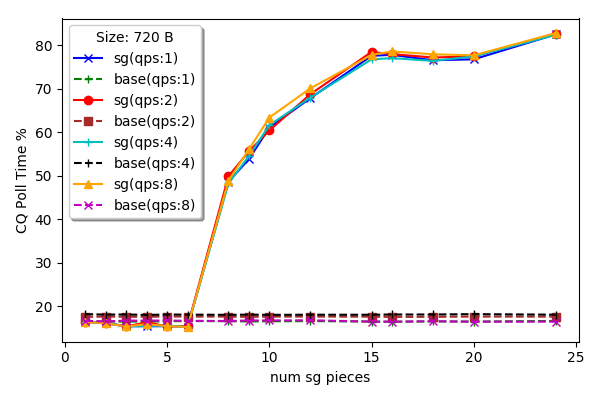 Size: 720 B
sg(qps:1)
base(qps:1)
sg(qps:2)
base(qps:2)
sg(qps:4)
base(qps:4)
sg(qps:8)
base(qps:8)
CQ Poll Time %
80
70
60
50
40
30
20
0 5 10 15 20 25
num sg pieces